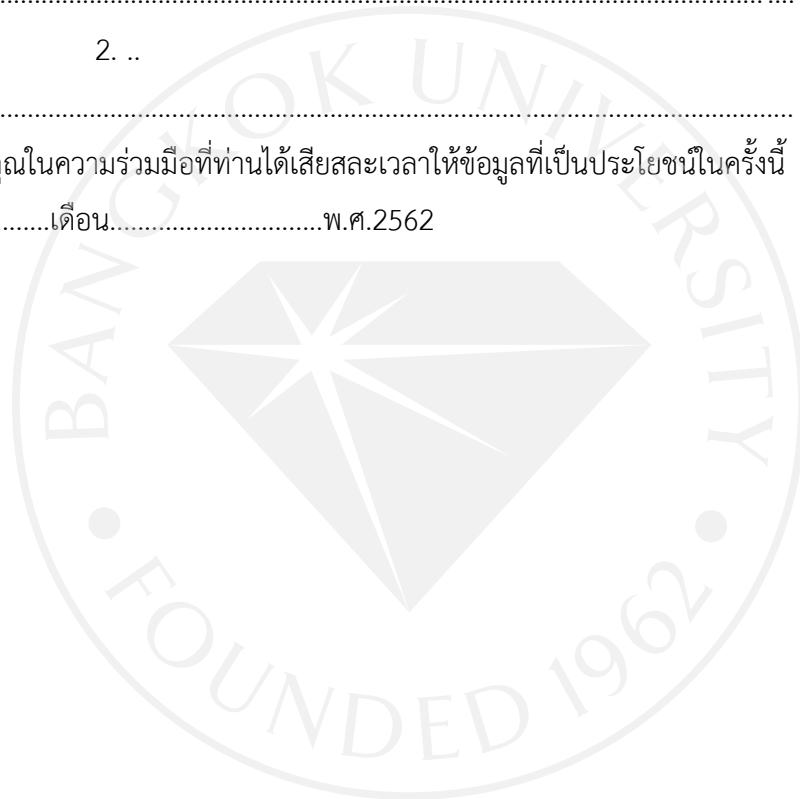 2. ..
ณในความร่วมมือที่ท่านได้เสียสละเวลาให้ข้อมูลที่เป็นประโยชน์ในครั้งนี้
........เดือน..............................พ.ศ.2562
BANGKOK UNIVERSITY
FOUNDED 1962